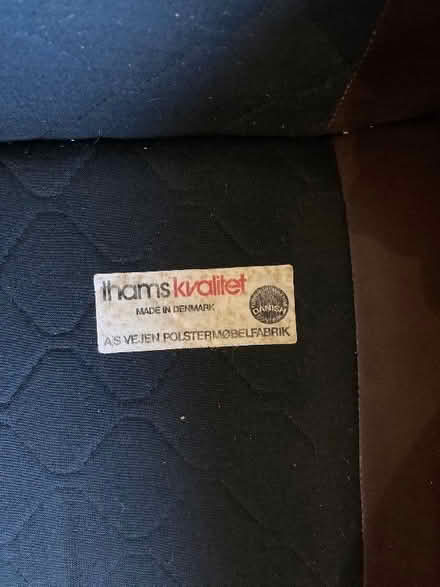 thams kvalitet
MADE IN DENMARK
DANISH
A/S VEJEN POLSTERMØBELFABRIK